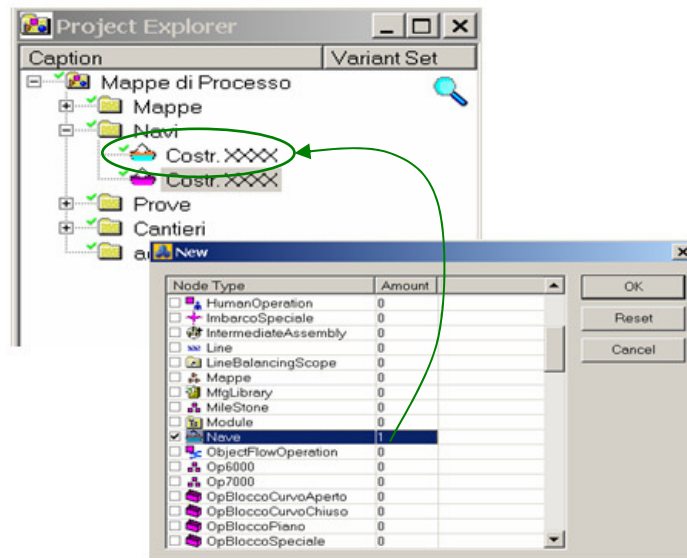 Project Explorer
Caption Variant Set
Mappe di Processo
Mappe
Navi
Costr. XXXX
Costr. XXXX
Prove
Cantieri
New
Node Type Amount
HumanOperation 0
ImbarcoSpeciale 0
IntermediateAssembly 0
Line 0
LineBalancingScope 0
Mappe 0
MfgLibrary 0
MileStone 0
Module 0
Nave 1
ObjectFlowOperation 0
Op6000 0
Op7000 0
OpBloccoCurvoAperto 0
OpBloccoCurvoChiuso 0
OpBloccoPiano 0
OpBloccoSpeciale 0
OK
Reset
Cancel